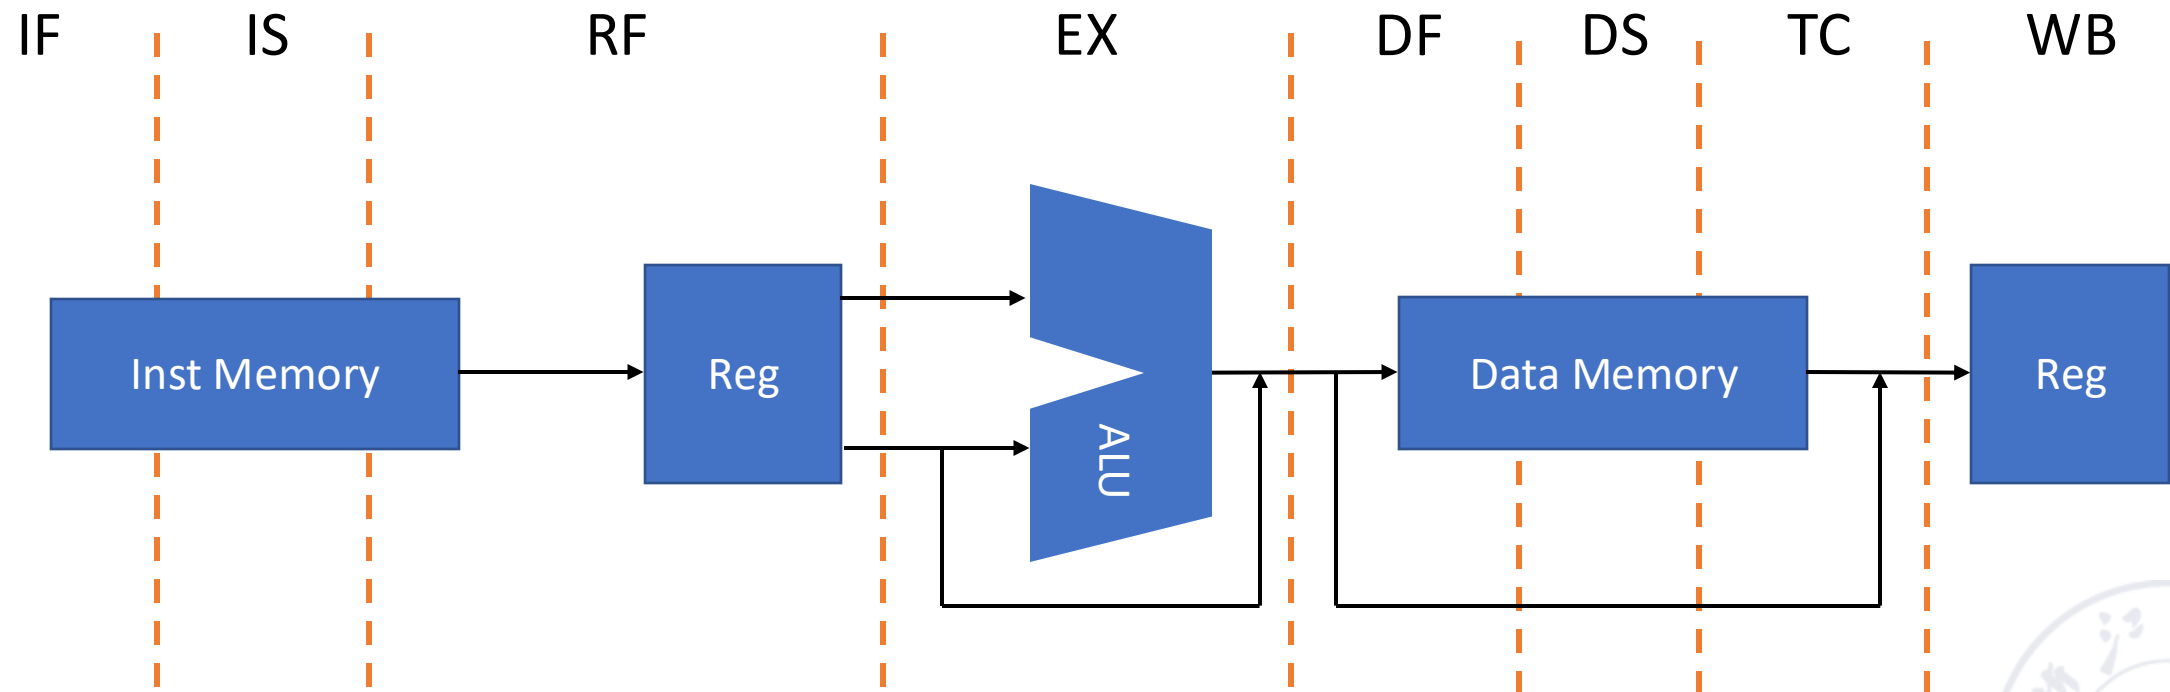 IF IS RF EX DF DS TC WB
Inst Memory
Reg
ALU
Data Memory
Reg